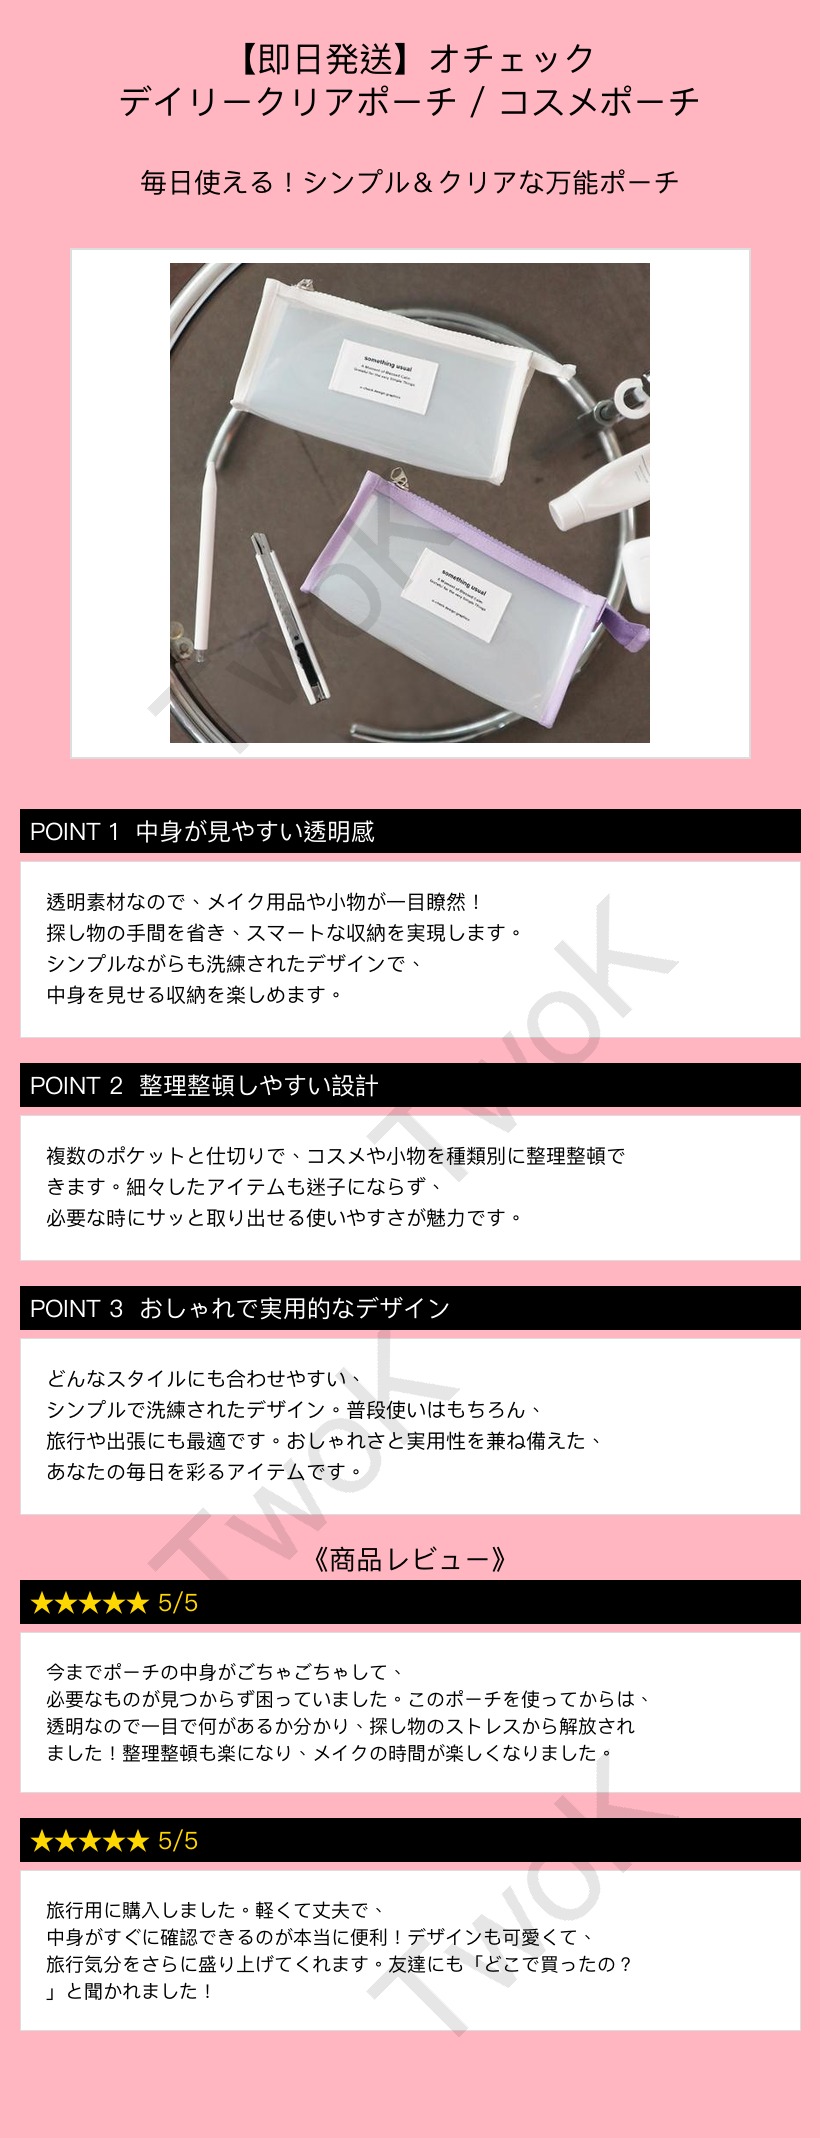 【即日発送】オチェック
デイリークリアポーチ / コスメポーチ
毎日使える！シンプル＆クリアな万能ポーチ
something usual
A Moment of Blessed Calm.
Grateful for the very Simple Things.
o-check design graphics
something usual
A Moment of Blessed Calm.
Grateful for the very Simple Things.
o-check design graphics
TwoK
POINT 1 中身が見やすい透明感
透明素材なので、メイク用品や小物が一目瞭然！
探し物の手間を省き、スマートな収納を実現します。
シンプルながらも洗練されたデザインで、
中身を見せる収納を楽しめます。
TwoK
POINT 2 整理整頓しやすい設計
複数のポケットと仕切りで、コスメや小物を種類別に整理整頓で
きます。細々したアイテムも迷子にならず、
必要な時にサッと取り出せる使いやすさが魅力です。
POINT 3 おしゃれで実用的なデザイン
どんなスタイルにも合わせやすい、
シンプルで洗練されたデザイン。普段使いはもちろん、
旅行や出張にも最適です。おしゃれさと実用性を兼ね備えた、
あなたの毎日を彩るアイテムです。
TwoK
《商品レビュー》
★★★★★ 5/5
今までポーチの中身がごちゃごちゃして、
必要なものが見つからず困っていました。このポーチを使ってからは、
透明なので一目で何があるか分かり、探し物のストレスから解放され
ました！整理整頓も楽になり、メイクの時間が楽しくなりました。
★★★★★ 5/5
旅行用に購入しました。軽くて丈夫で、
中身がすぐに確認できるのが本当に便利！デザインも可愛くて、
旅行気分をさらに盛り上げてくれます。友達にも「どこで買ったの？
」と聞かれました！
TwoK